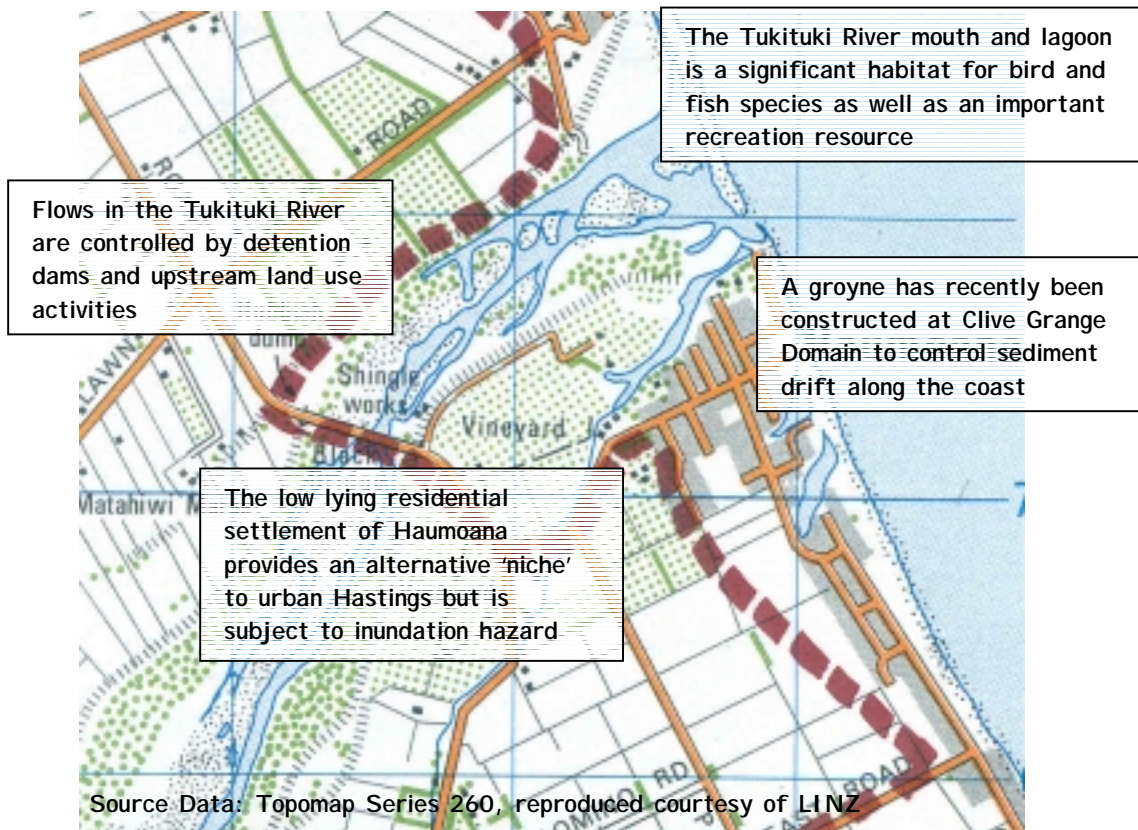 The Tukituki River mouth and lagoon
is a significant habitat for bird and
fish species as well as an important
recreation resource
ROAD
Flows in the Tukituki River
are controlled by detention
dams and upstream land use
activities
A groyne has recently been
constructed at Clive Grange
Domain to control sediment
drift along the coast
LAWN
Shingle
works
Vineyard
Matahiwi
7
The low lying residential
settlement of Haumoana
provides an alternative ‘niche’
to urban Hastings but is
subject to inundation hazard
RD
ROAD
Source Data: Topomap Series 260, reproduced courtesy of LINZ